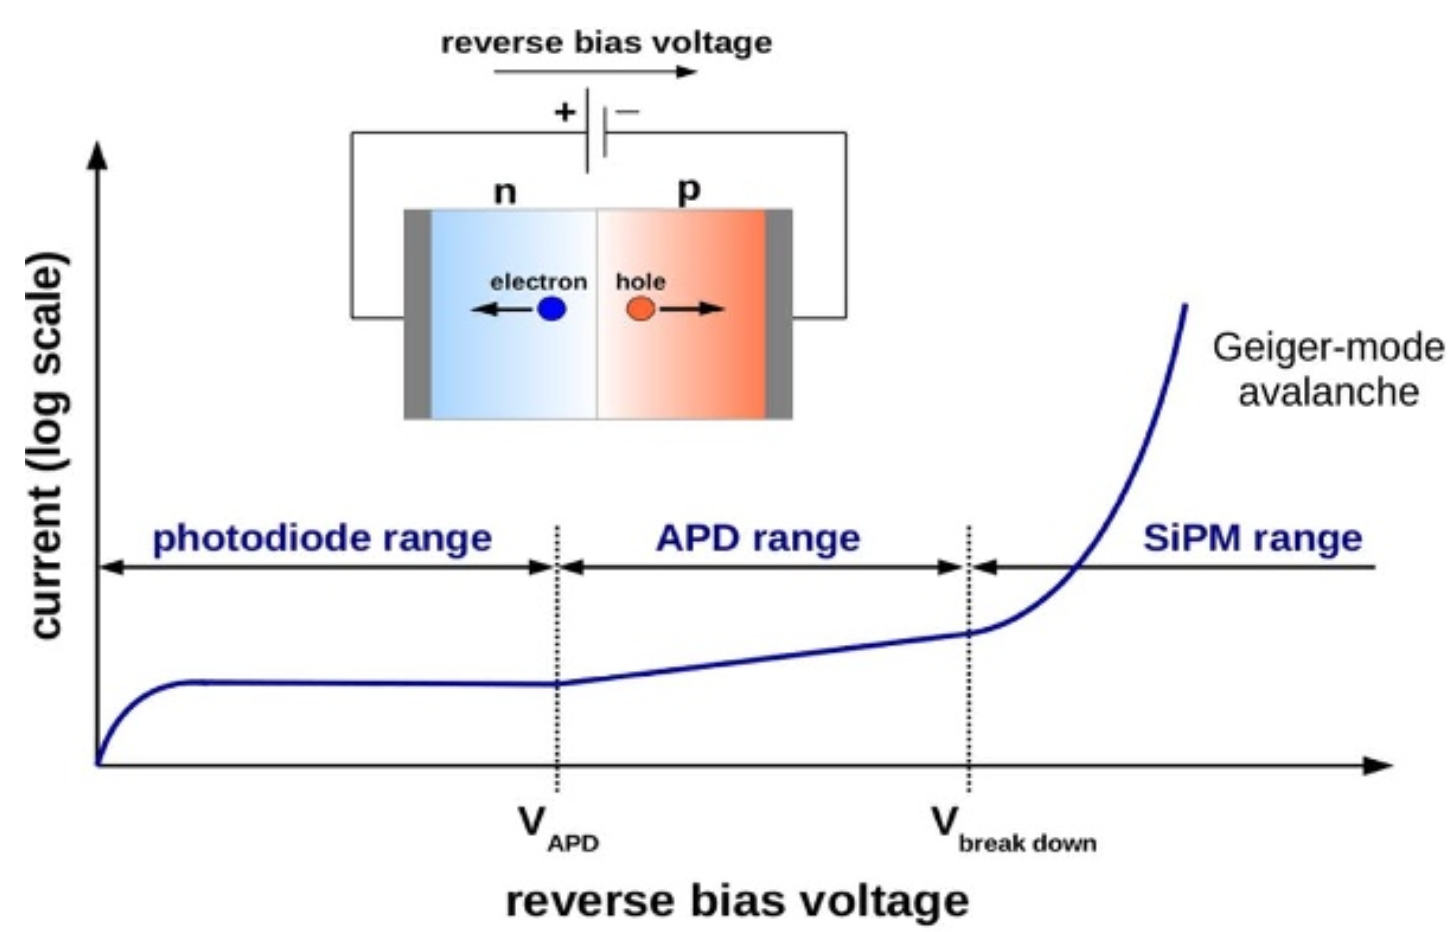 reverse bias voltage
+ –
n p
electron hole
current (log scale)
Geiger-mode
avalanche
photodiode range APD range SiPM range
V APD V break down
reverse bias voltage